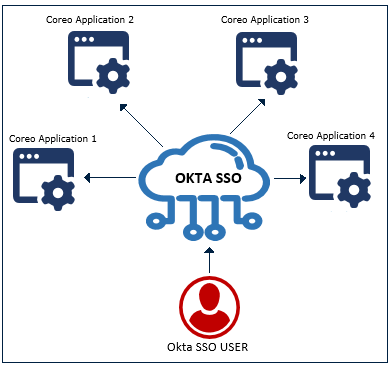 Coreo Application 2
Coreo Application 3
Coreo Application 1
Coreo Application 4
OKTA SSO
Okta SSO USER